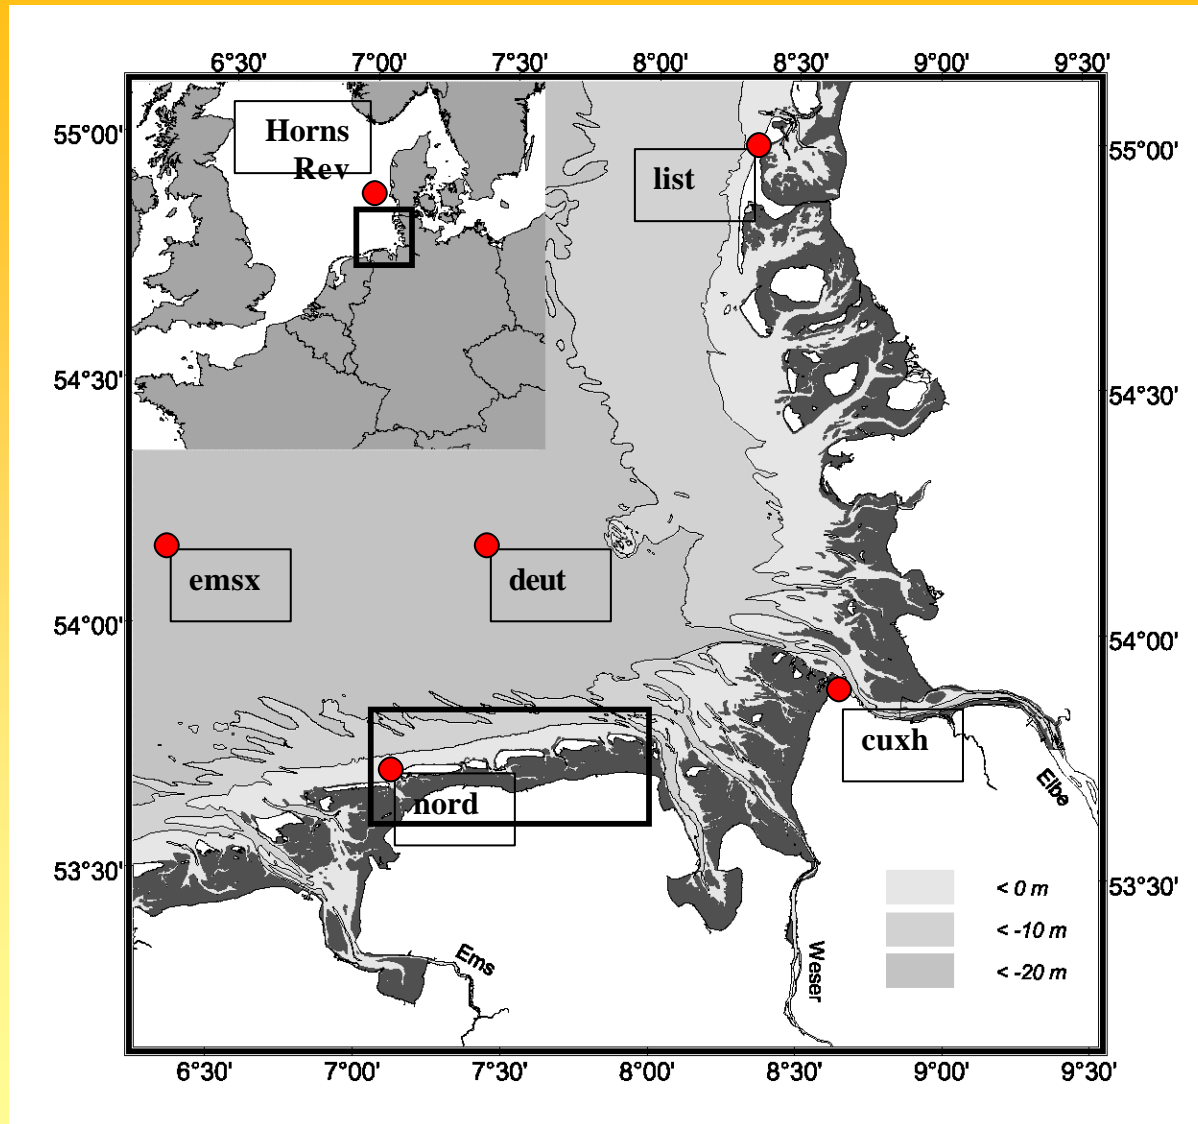 6°30' 7°00' 7°30' 8°00' 8°30' 9°00' 9°30'
55°00' 55°00'
Horns
Rev
list
54°30' 54°30'
emsx deut
54°00' 54°00'
cuxh
nord
Elbe
53°30' 53°30'
< 0 m
< -10 m
< -20 m
Ems
Weser
6°30' 7°00' 7°30' 8°00' 8°30' 9°00' 9°30'